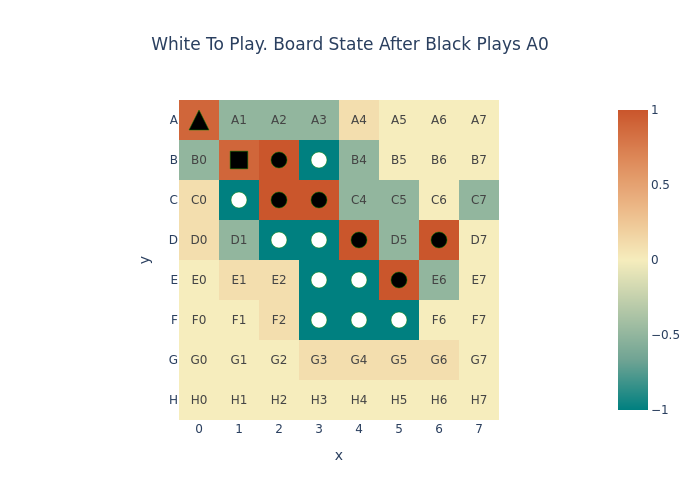 White To Play. Board State After Black Plays A0
A A1 A2 A3 A4 A5 A6 A7
B B0 B4 B5 B6 B7
C C0 C4 C5 C6 C7
D D0 D1 D5 D7
E E0 E1 E2 E6 E7
F F0 F1 F2 F6 F7
G G0 G1 G2 G3 G4 G5 G6 G7
H H0 H1 H2 H3 H4 H5 H6 H7
0 1 2 3 4 5 6 7
x
y
1
0.5
0
−0.5
−1